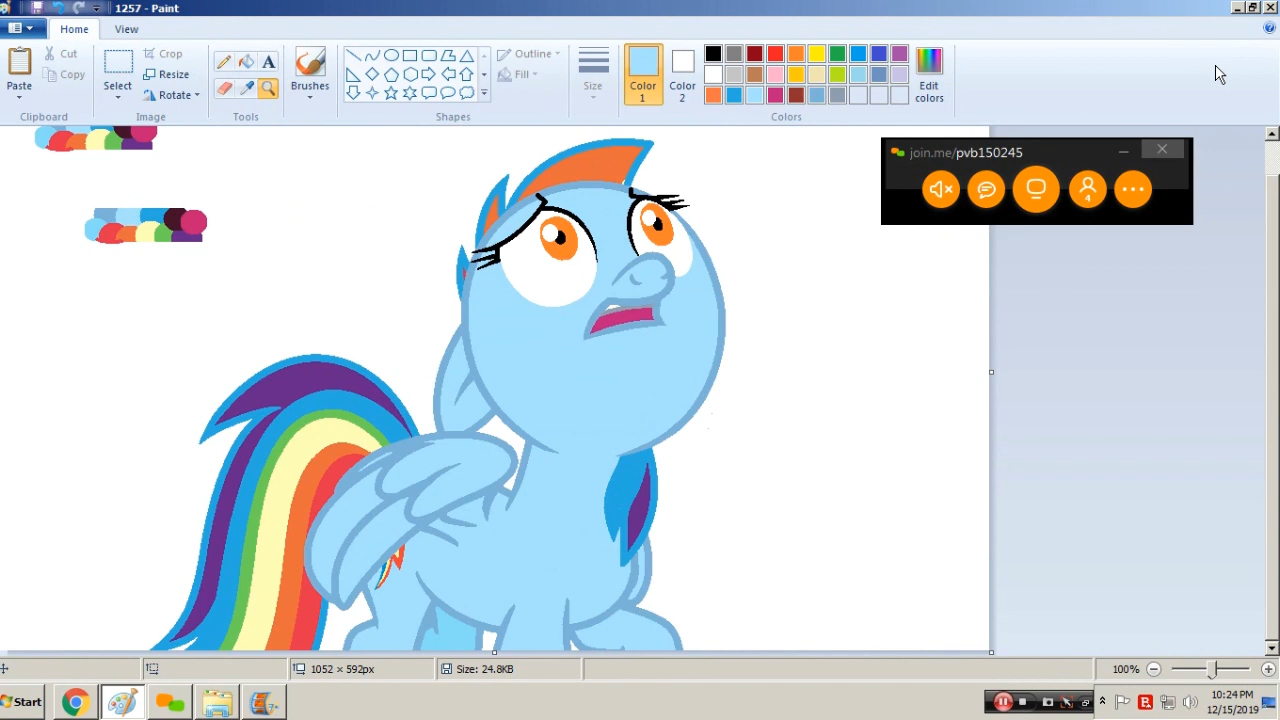 1257 - Paint
Home View
Paste
Cut
Copy
Clipboard
Select
Crop
Resize
Rotate
Image
A
Tools
Brushes
Outline
Fill
Shapes
Size
Color
1
Color
2
Edit
colors
Colors
join.me/pvb150245
4
1052 × 592px
Size: 24.8KB
100%
Start
10:24 PM
12/15/2019